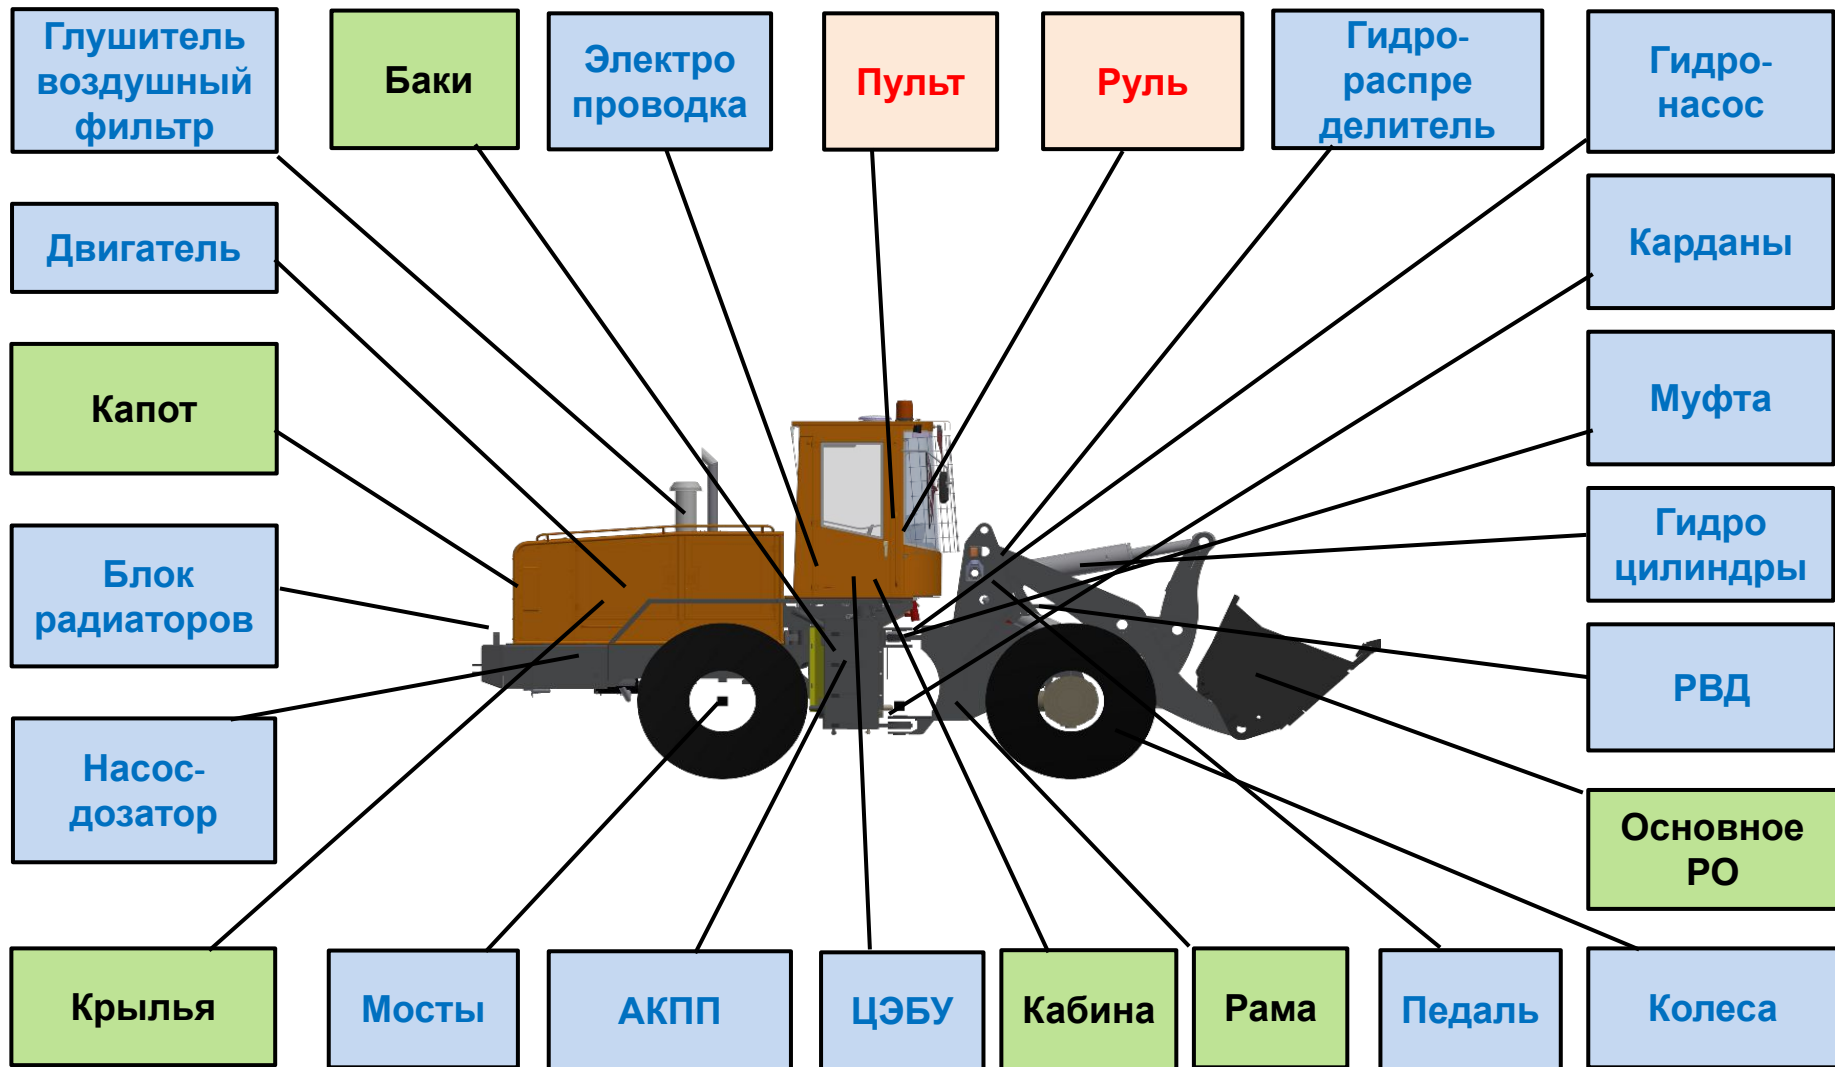 Глушитель
воздушный
фильтр
Баки
Электро
проводка
Пульт
Руль
Гидро-
распре
делитель
Гидро-
насос
Двигатель
Карданы
Капот
Муфта
Блок
радиаторов
Гидро
цилиндры
Насос-
дозатор
РВД
Основное
РО
Крылья
Мосты
АКПП
ЦЭБУ
Кабина
Рама
Педаль
Колеса